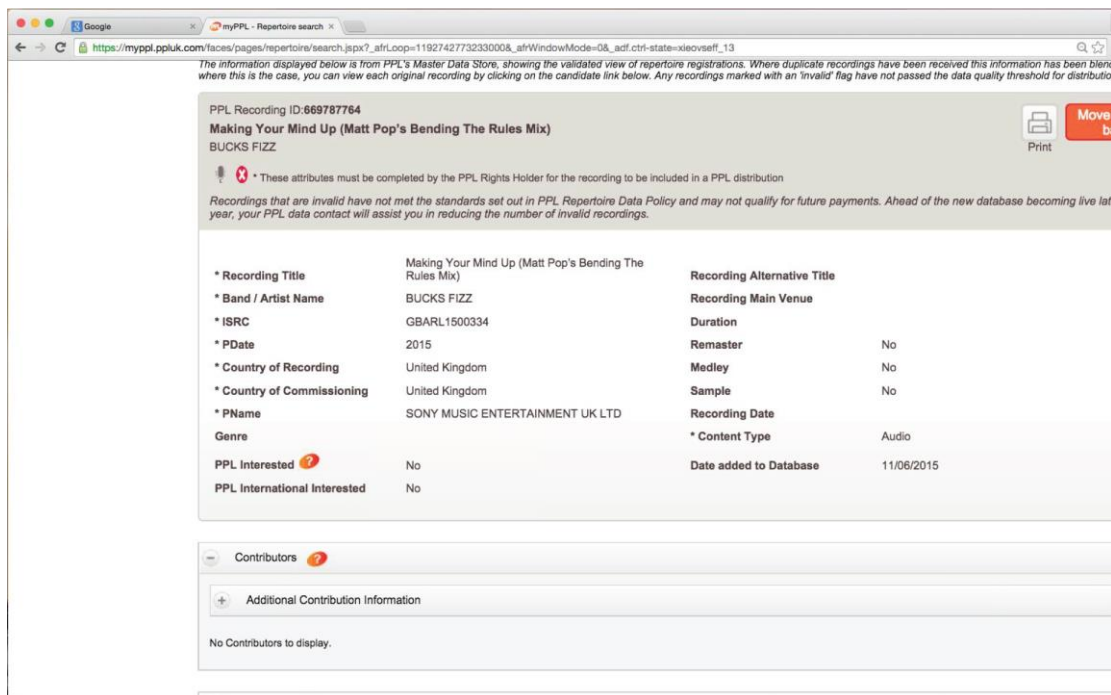 Google
myPPL - Repertoire search
https://myppl.ppluk.com/faces/pages/repertoire/search.jspx?_afrLoop=1192742773233000&_afrWindowMode=0&_adf.ctrl-state=xieovseff_13
The information displayed below is from PPL's Master Data Store, showing the validated view of repertoire registrations. Where duplicate recordings have been received this information has been
where this is the case, you can view each original recording by clicking on the candidate link below. Any recordings marked with an 'invalid' flag have not passed the data quality threshold for
PPL Recording ID:669787764
Making Your Mind Up (Matt Pop's Bending The Rules Mix)
BUCKS FIZZ
Print
Move
* These attributes must be completed by the PPL Rights Holder for the recording to be included in a PPL distribution
Recordings that are invalid have not met the standards set out in PPL Repertoire Data Policy and may not qualify for future payments. Ahead of the new database becoming live
year, your PPL data contact will assist you in reducing the number of invalid recordings.
* Recording Title Making Your Mind Up (Matt Pop's Bending The
Rules Mix) Recording Alternative Title
* Band / Artist Name BUCKS FIZZ Recording Main Venue
* ISRC GBARL1500334 Duration
* PDate 2015 Remaster No
* Country of Recording United Kingdom Medley No
* Country of Commissioning United Kingdom Sample No
* PName SONY MUSIC ENTERTAINMENT UK LTD Recording Date
Genre * Content Type Audio
PPL Interested ? No Date added to Database 11/06/2015
PPL International Interested No
Contributors ?
Additional Contribution Information
No Contributors to display.